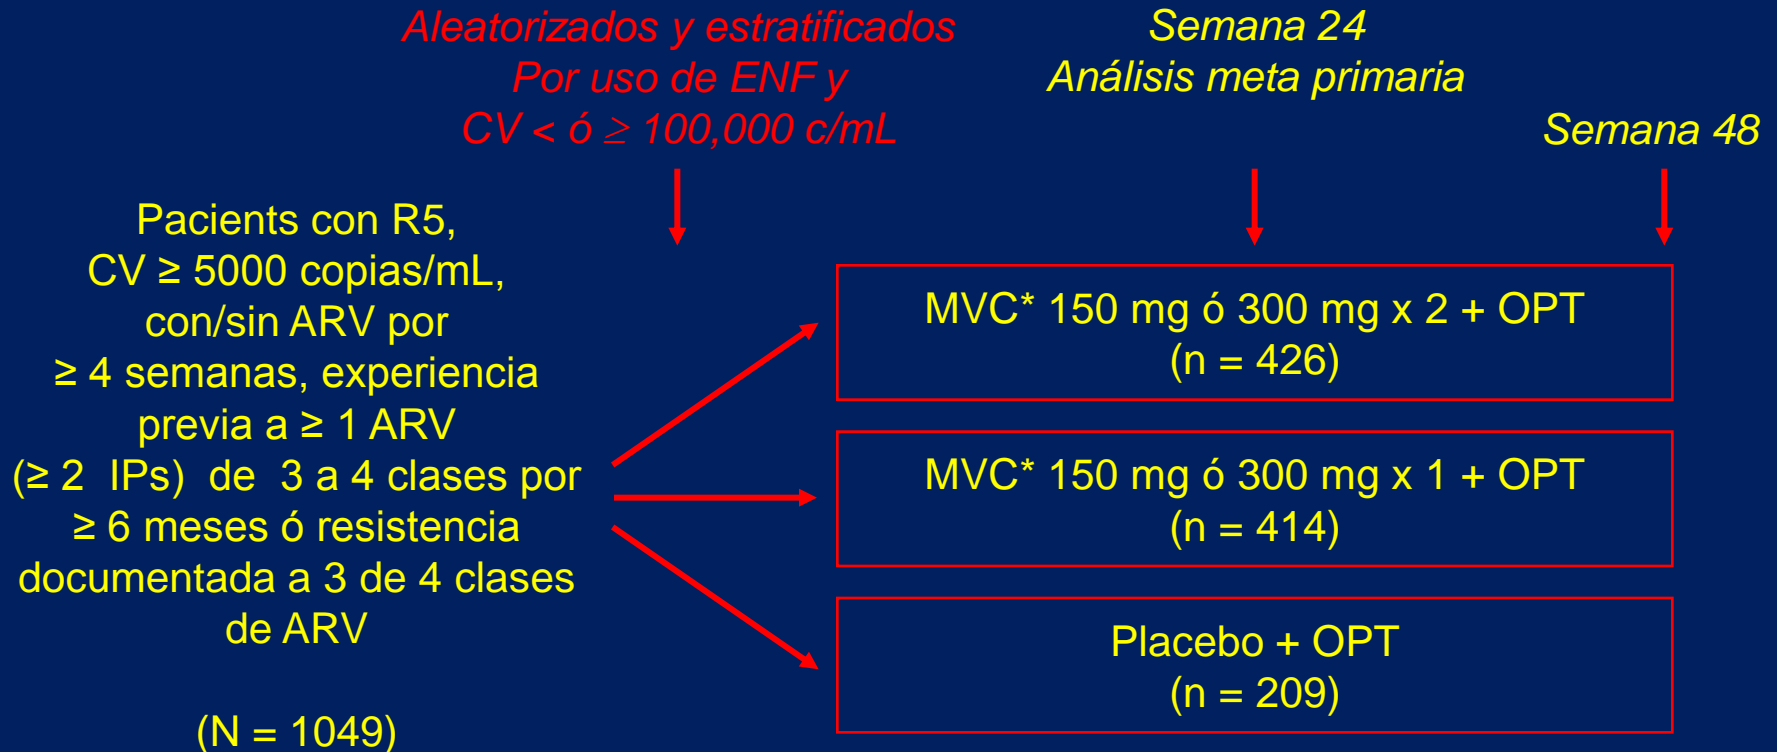 Aleatorizados y estratificados
Por uso de ENF y
CV < ó ≥ 100,000 c/mL
Semana 24
Análisis meta primaria
Semana 48
Pacients con R5,
CV ≥ 5000 copias/mL,
con/sin ARV por
≥ 4 semanas, experiencia
previa a ≥ 1 ARV
(≥ 2 IPs) de 3 a 4 clases por
≥ 6 meses ó resistencia
documentada a 3 de 4 clases
de ARV
(N = 1049)
MVC* 150 mg ó 300 mg x 2 + OPT
(n = 426)
MVC* 150 mg ó 300 mg x 1 + OPT
(n = 414)
Placebo + OPT
(n = 209)